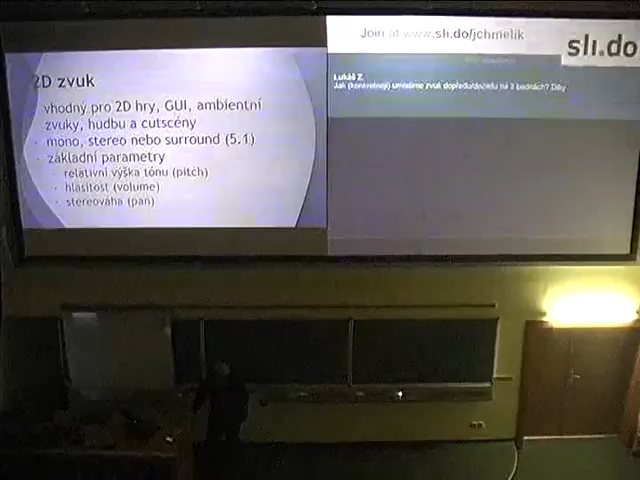 2D zvuk
vhodný pro 2D hry, GUI, ambientní
zvuky, hudbu a cutscény
mono, stereo nebo surround (5.1)
základní parametry
relativní výška tónu (pitch)
hlasitost (volume)
stereováha (pan)
Join at www.sli.do/jchmelik
sli.do
Lukáš Z.
Jak (konkrétněji) umístíme zvuk dopředu/dozadu na 2 bednách? Díky